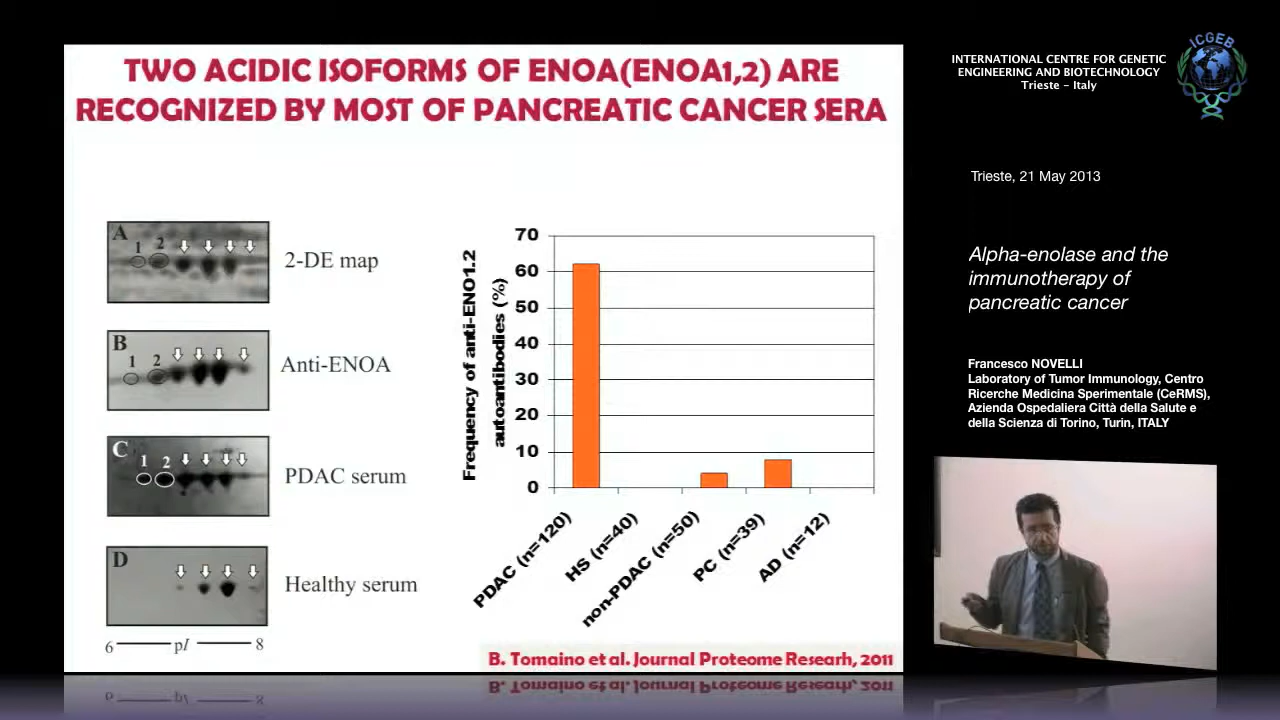 TWO ACIDIC ISOFORMS OF ENOA(ENOA1,2) ARE
RECOGNIZED BY MOST OF PANCREATIC CANCER SERA
A
1
2
2-DE map
B
1
2
Anti-ENOA
C
1
2
PDAC serum
D
Healthy serum
6
pI
8
Frequency of anti-ENO1.2
autoantibodies (%)
70
60
50
40
30
20
10
0
PDAC (n=120)
HS (n=40)
non-PDAC (n=50)
PC (n=39)
AD (n=12)
B. Tomaino et al. Journal Proteome Researh, 2011
INTERNATIONAL CENTRE FOR GENETIC
ENGINEERING AND BIOTECHNOLOGY
Trieste - Italy
ICGEB
Trieste, 21 May 2013
Alpha-enolase and the
immunotherapy of
pancreatic cancer
Francesco NOVELLI
Laboratory of Tumor Immunology, Centro
Ricerche Medicina Sperimentale (CeRMS),
Azienda Ospedaliera Città della Salute e
della Scienza di Torino, Turin, ITALY